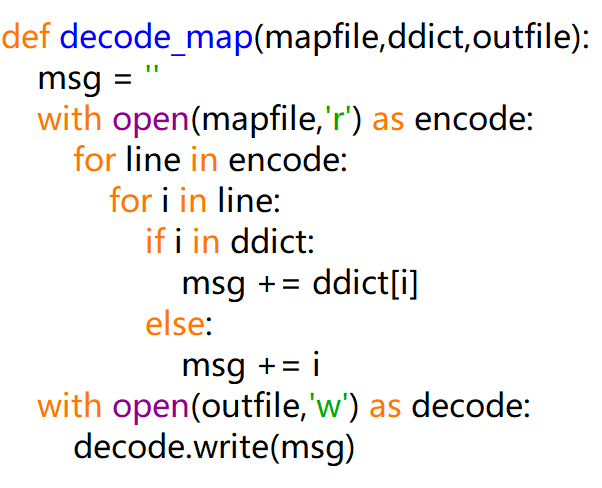 def decode_map(mapfile,ddict,outfile):
    msg = ''
    with open(mapfile,'r') as encode:
        for line in encode:
            for i in line:
                if i in ddict:
                    msg += ddict[i]
                else:
                    msg += i
    with open(outfile,'w') as decode:
        decode.write(msg)